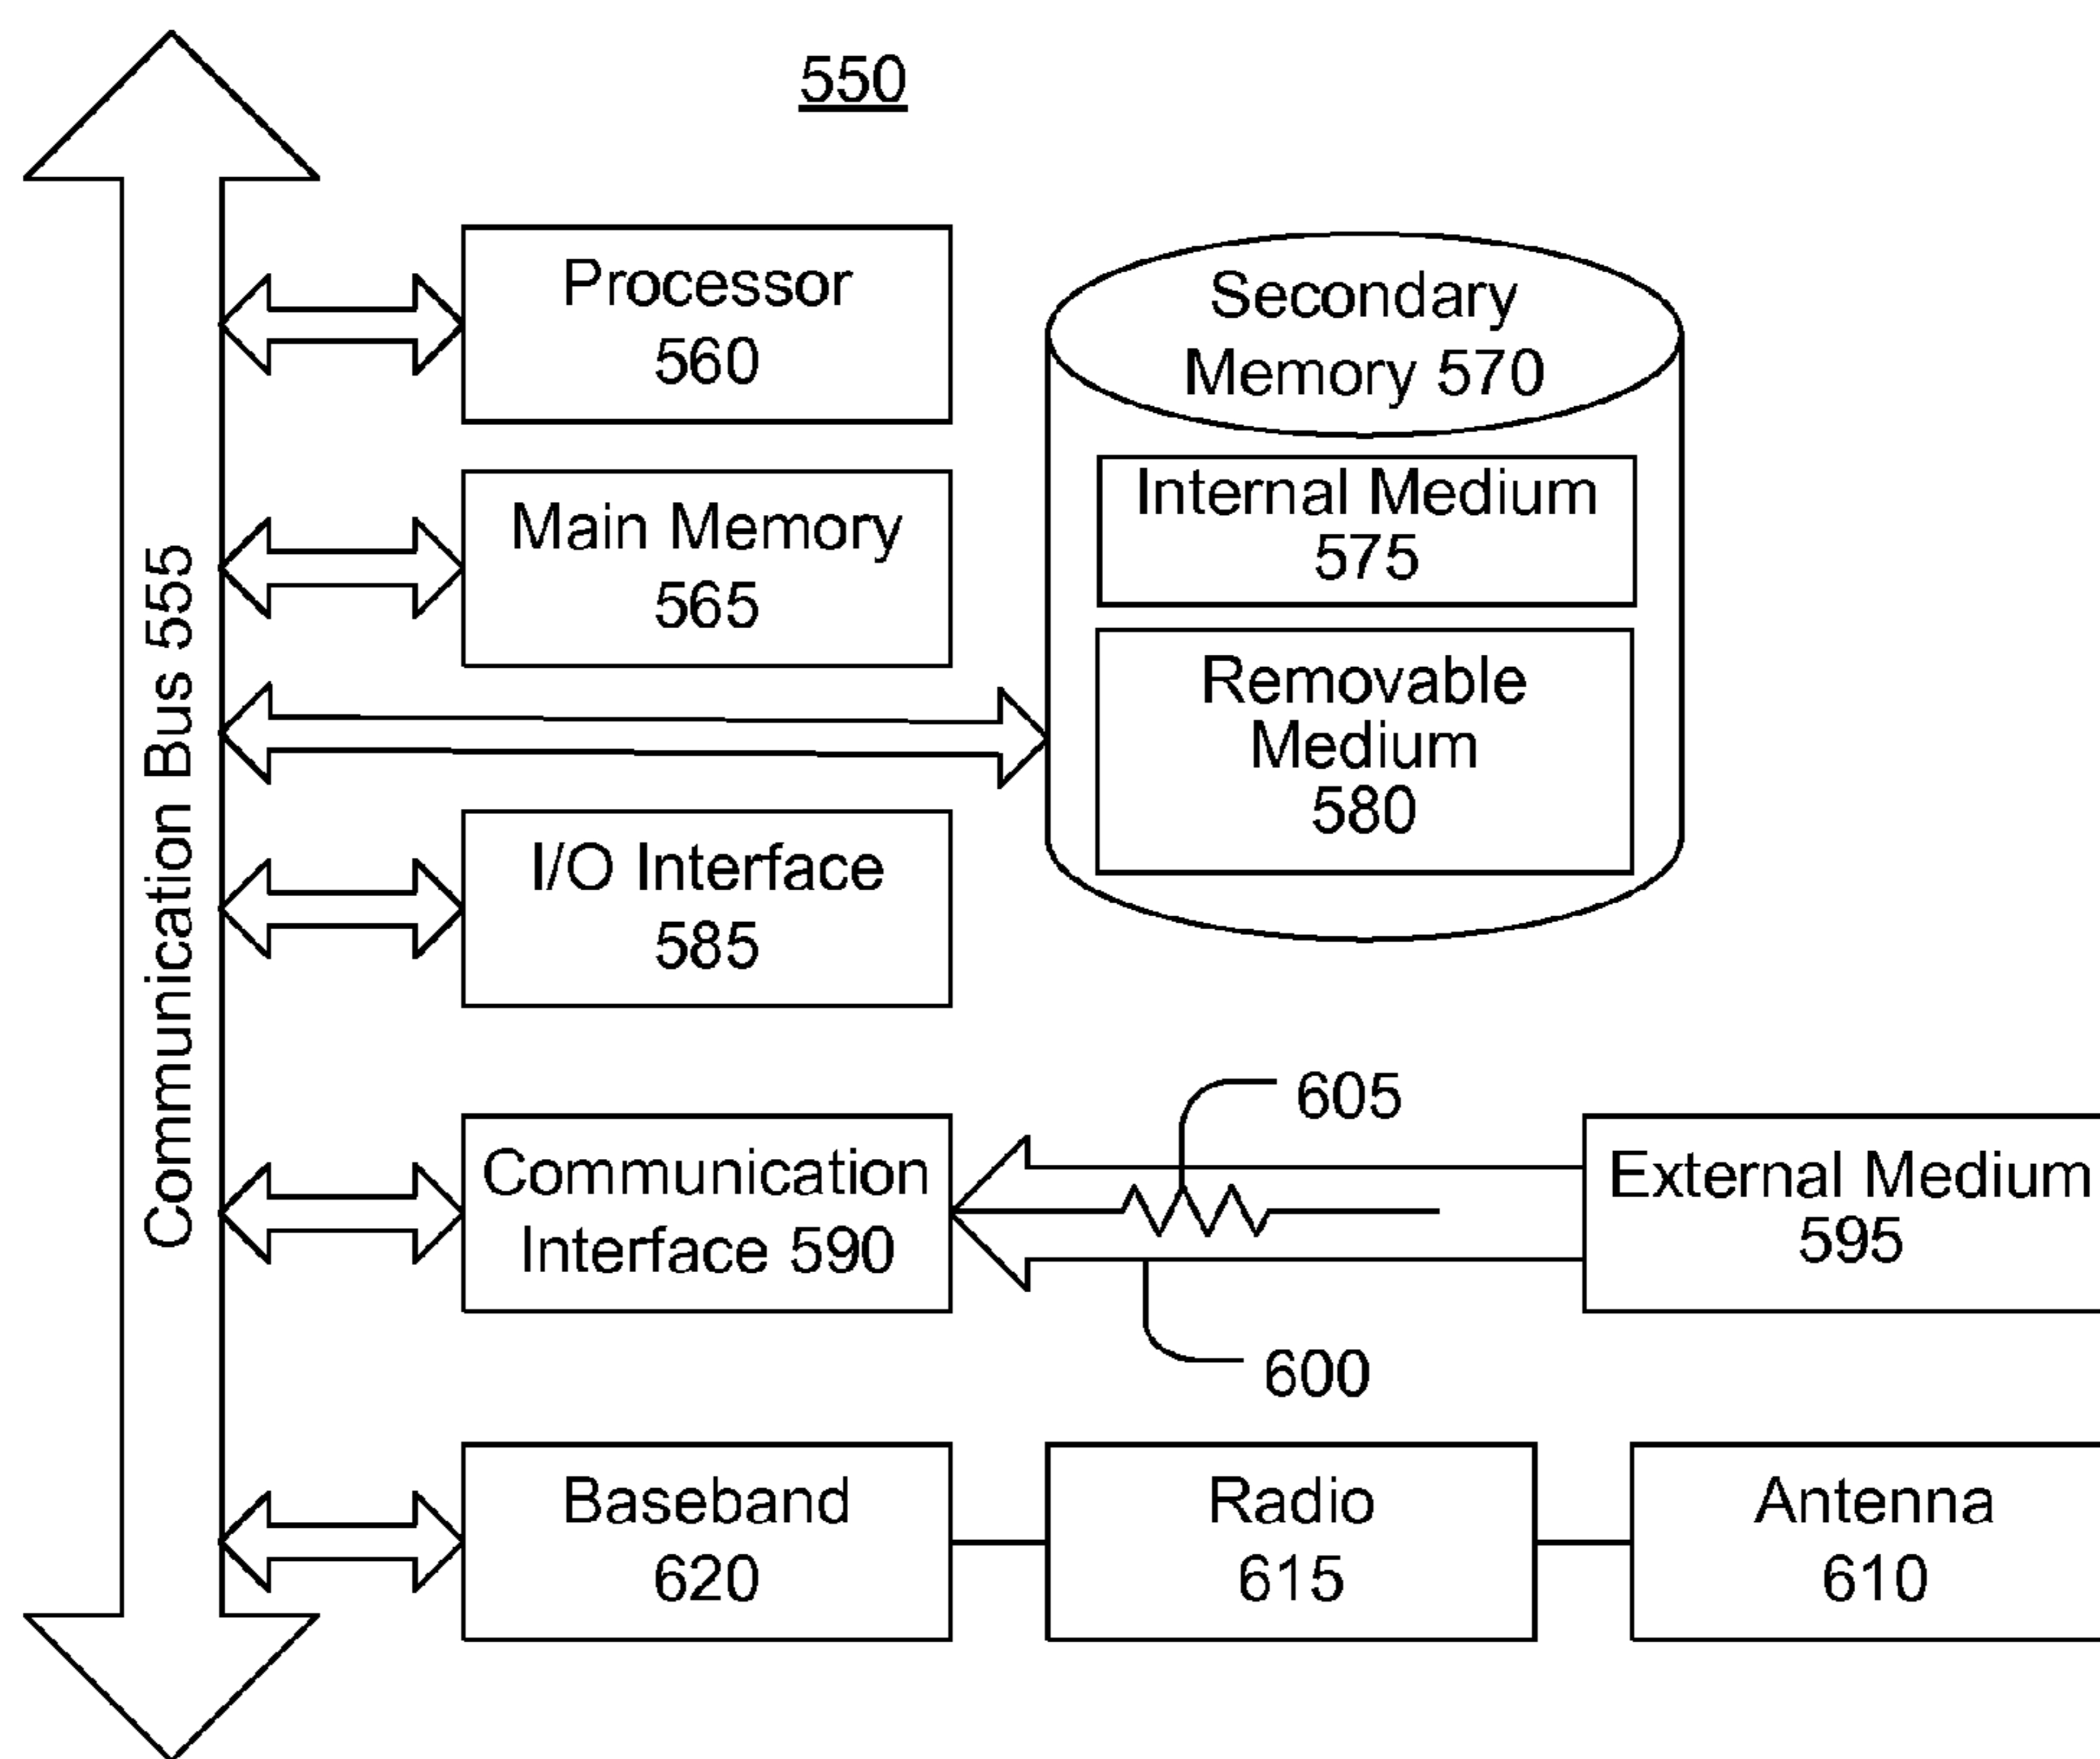 550
Communication Bus 555
Processor
560
Secondary
Memory 570
Main Memory
565
Internal Medium
575
Removable
Medium
580
I/O Interface
585
605
Communication
Interface 590
External Medium
595
600
Baseband
620
Radio
615
Antenna
610